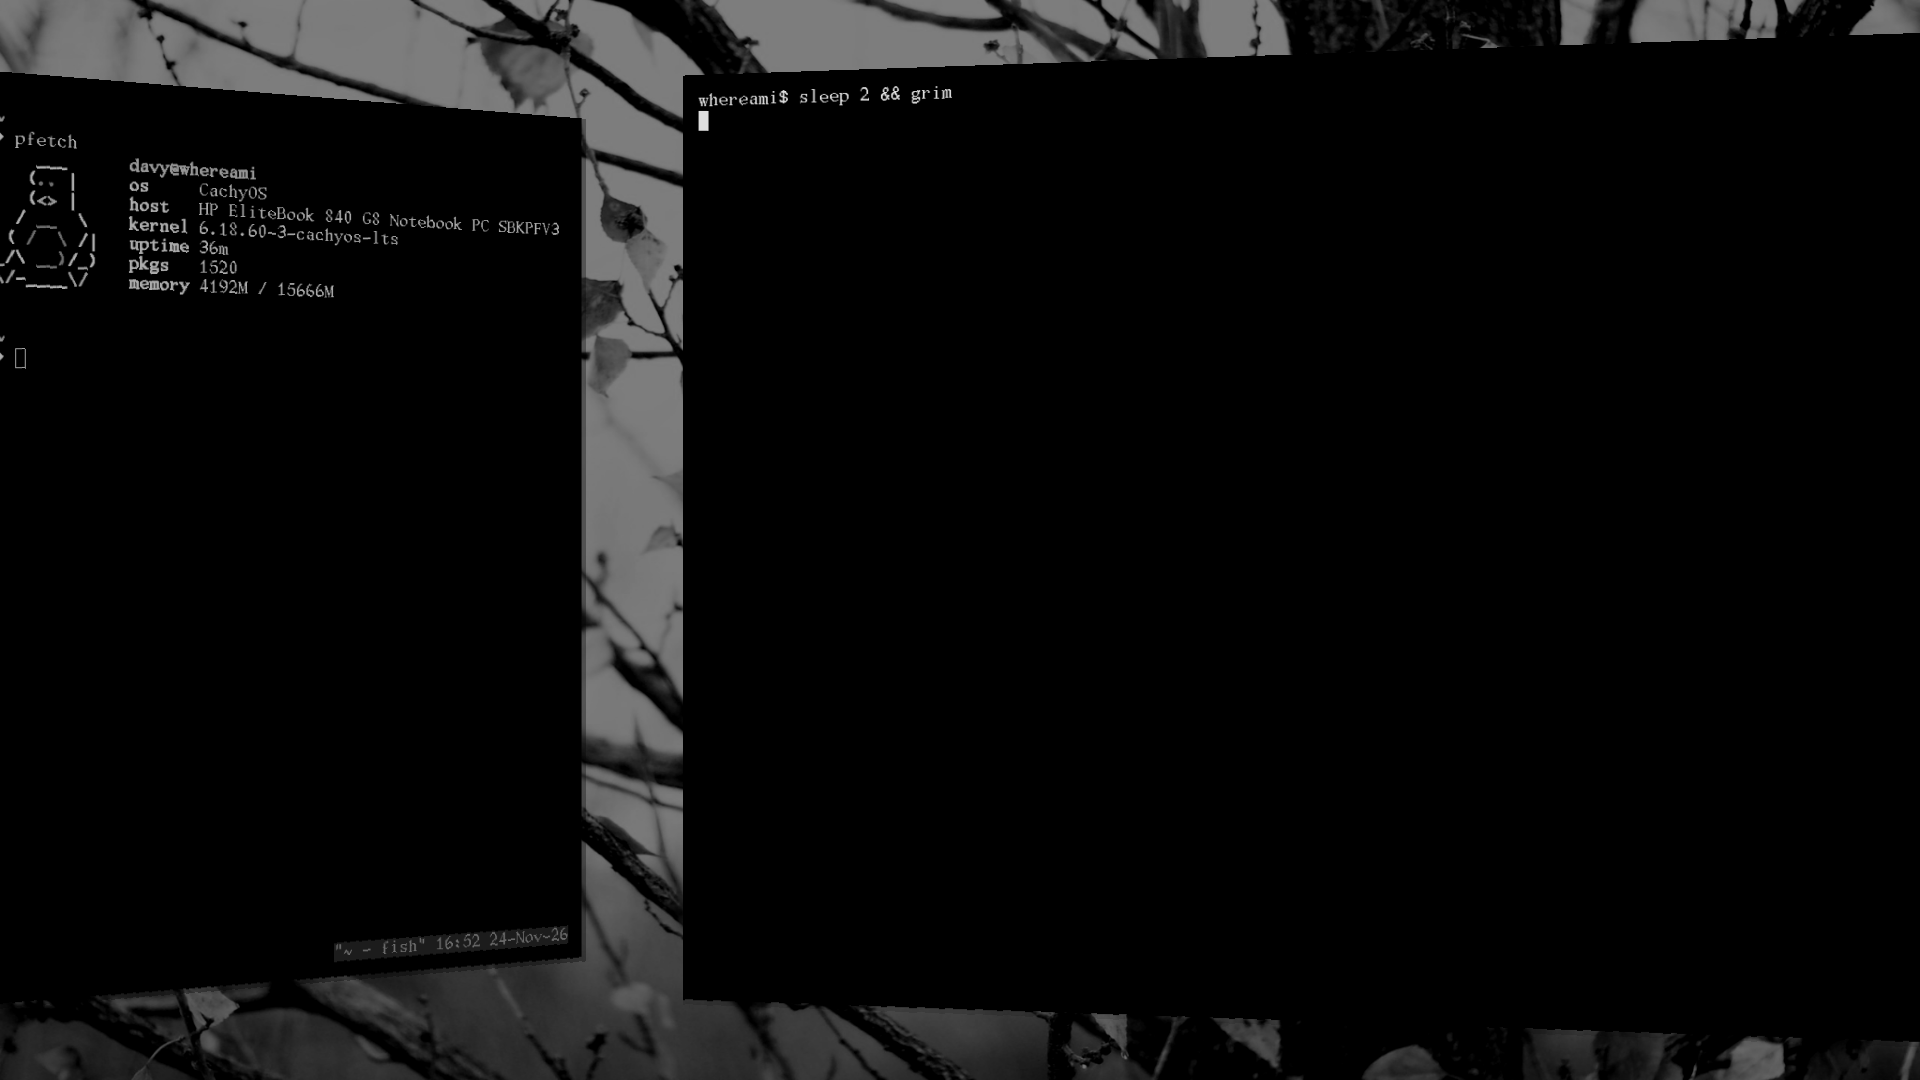 ~
pfetch
davy@whereami
os CachyOS
host HP EliteBook 840 G8 Notebook PC SBKPFV3
kernel 6.18.60-3-cachyos-lts
uptime 36m
pkgs 1520
memory 4192M / 15666M
~
"~ - fish" 16:52 24-Nov-26
whereami$ sleep 2 && grim